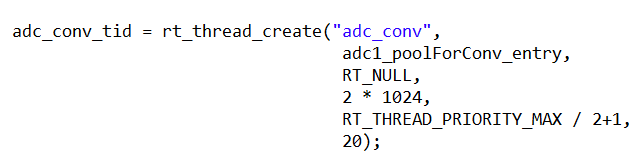 adc_conv_tid = rt_thread_create("adc_conv",
adc1_poolForConv_entry,
RT_NULL,
2 * 1024,
RT_THREAD_PRIORITY_MAX / 2+1,
20);